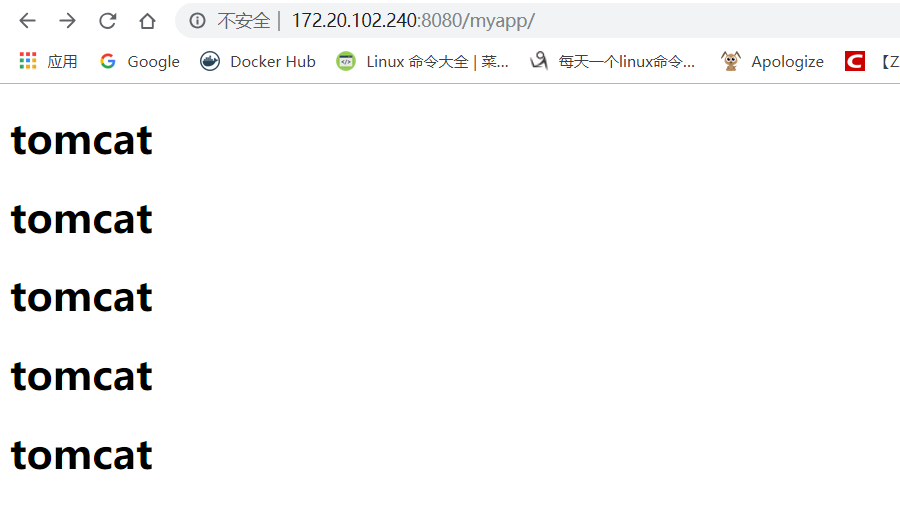 不安全 | 172.20.102.240:8080/myapp/
应用 Google Docker Hub Linux 命令大全 | 菜... 每天一个linux命令... Apologize 【Z
tomcat
tomcat
tomcat
tomcat
tomcat